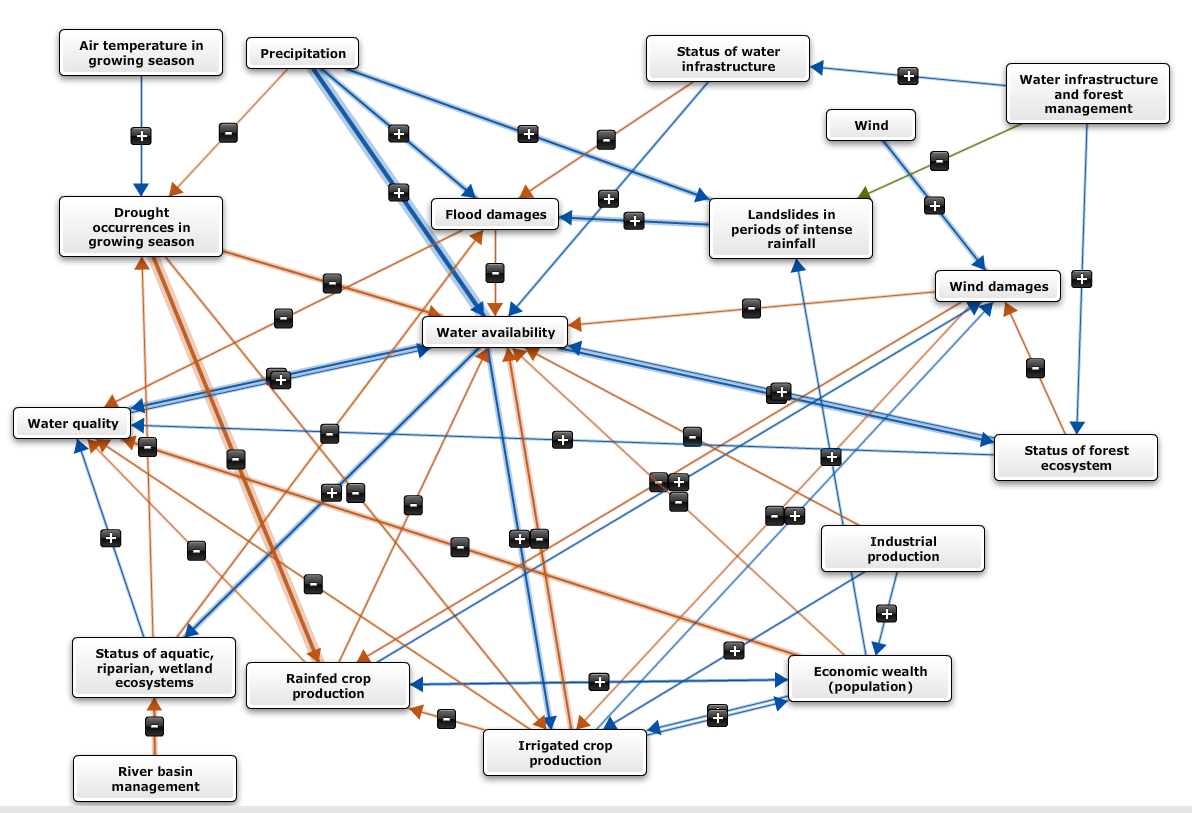 Air temperature in
growing season
Precipitation
Status of water
infrastructure
Water infrastructure
and forest
management
Wind
Drought
occurrences in
growing season
Flood damages
Landslides in
periods of intense
rainfall
Wind damages
Water availability
Water quality
Status of forest
ecosystem
Industrial
production
Status of aquatic,
riparian, wetland
ecosystems
Rainfed crop
production
Economic wealth
(population)
Irrigated crop
production
River basin
management